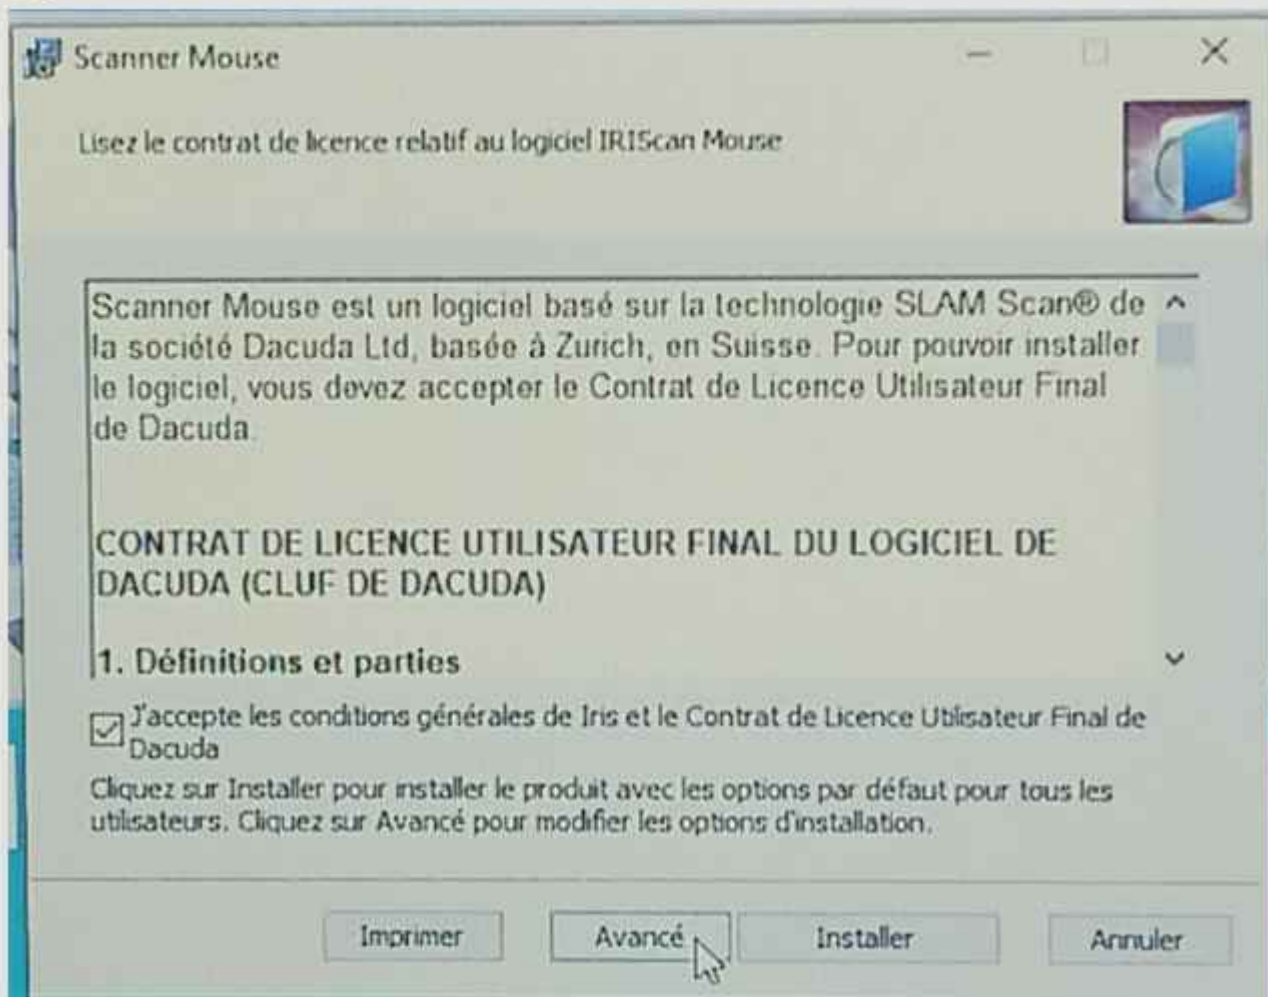 Scanner Mouse
Lisez le contrat de licence relatif au logiciel IRIScan Mouse
Scanner Mouse est un logiciel basé sur la technologie SLAM Scan® de
la société Dacuda Ltd, basée à Zurich, en Suisse. Pour pouvoir installer
le logiciel, vous devez accepter le Contrat de Licence Utilisateur Final
de Dacuda.
CONTRAT DE LICENCE UTILISATEUR FINAL DU LOGICIEL DE
DACUDA (CLUF DE DACUDA)
1. Définitions et parties
J'accepte les conditions générales de Iris et le Contrat de Licence Utilisateur Final de
Dacuda
Cliquez sur Installer pour installer le produit avec les options par défaut pour tous les
utilisateurs. Cliquez sur Avancé pour modifier les options d'installation.
Imprimer Avancé Installer Annuler